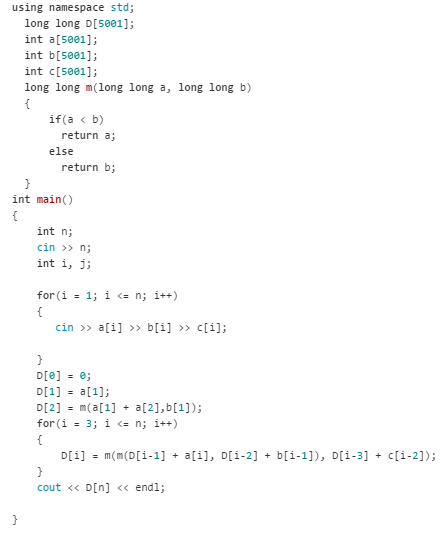 using namespace std;
long long D[5001];
int a[5001];
int b[5001];
int c[5001];
long long m(long long a, long long b)
{
if(a < b)
return a;
else
return b;
}
int main()
{
int n;
cin >> n;
int i, j;
for(i = 1; i <= n; i++)
{
cin >> a[i] >> b[i] >> c[i];
}
D[0] = 0;
D[1] = a[1];
D[2] = m(a[1] + a[2],b[1]);
for(i = 3; i <= n; i++)
{
D[i] = m(m(D[i-1] + a[i], D[i-2] + b[i-1]), D[i-3] + c[i-2]);
}
cout << D[n] << endl;
}